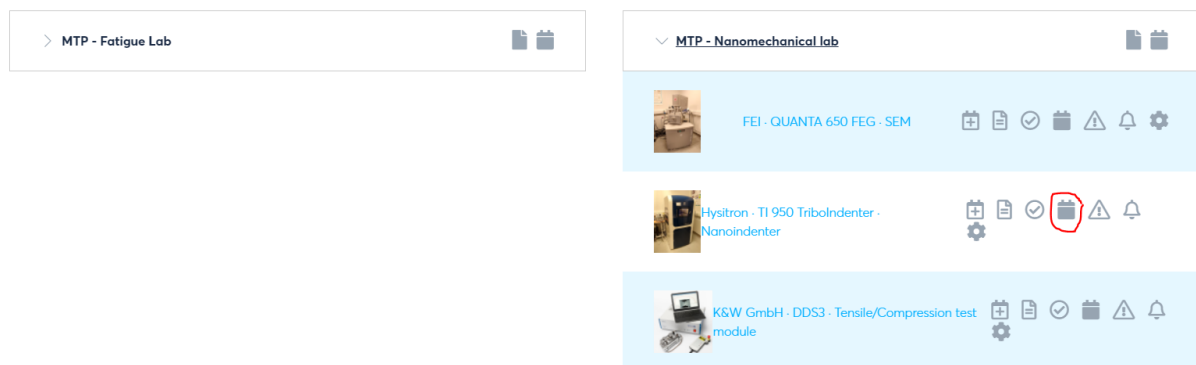 MTP - Fatigue Lab
MTP - Nanomechanical lab
FEI · QUANTA 650 FEG · SEM
Hysitron · TI 950 TriboIndenter ·
Nanoindenter
K&W GmbH · DDS3 · Tensile/Compression test
module